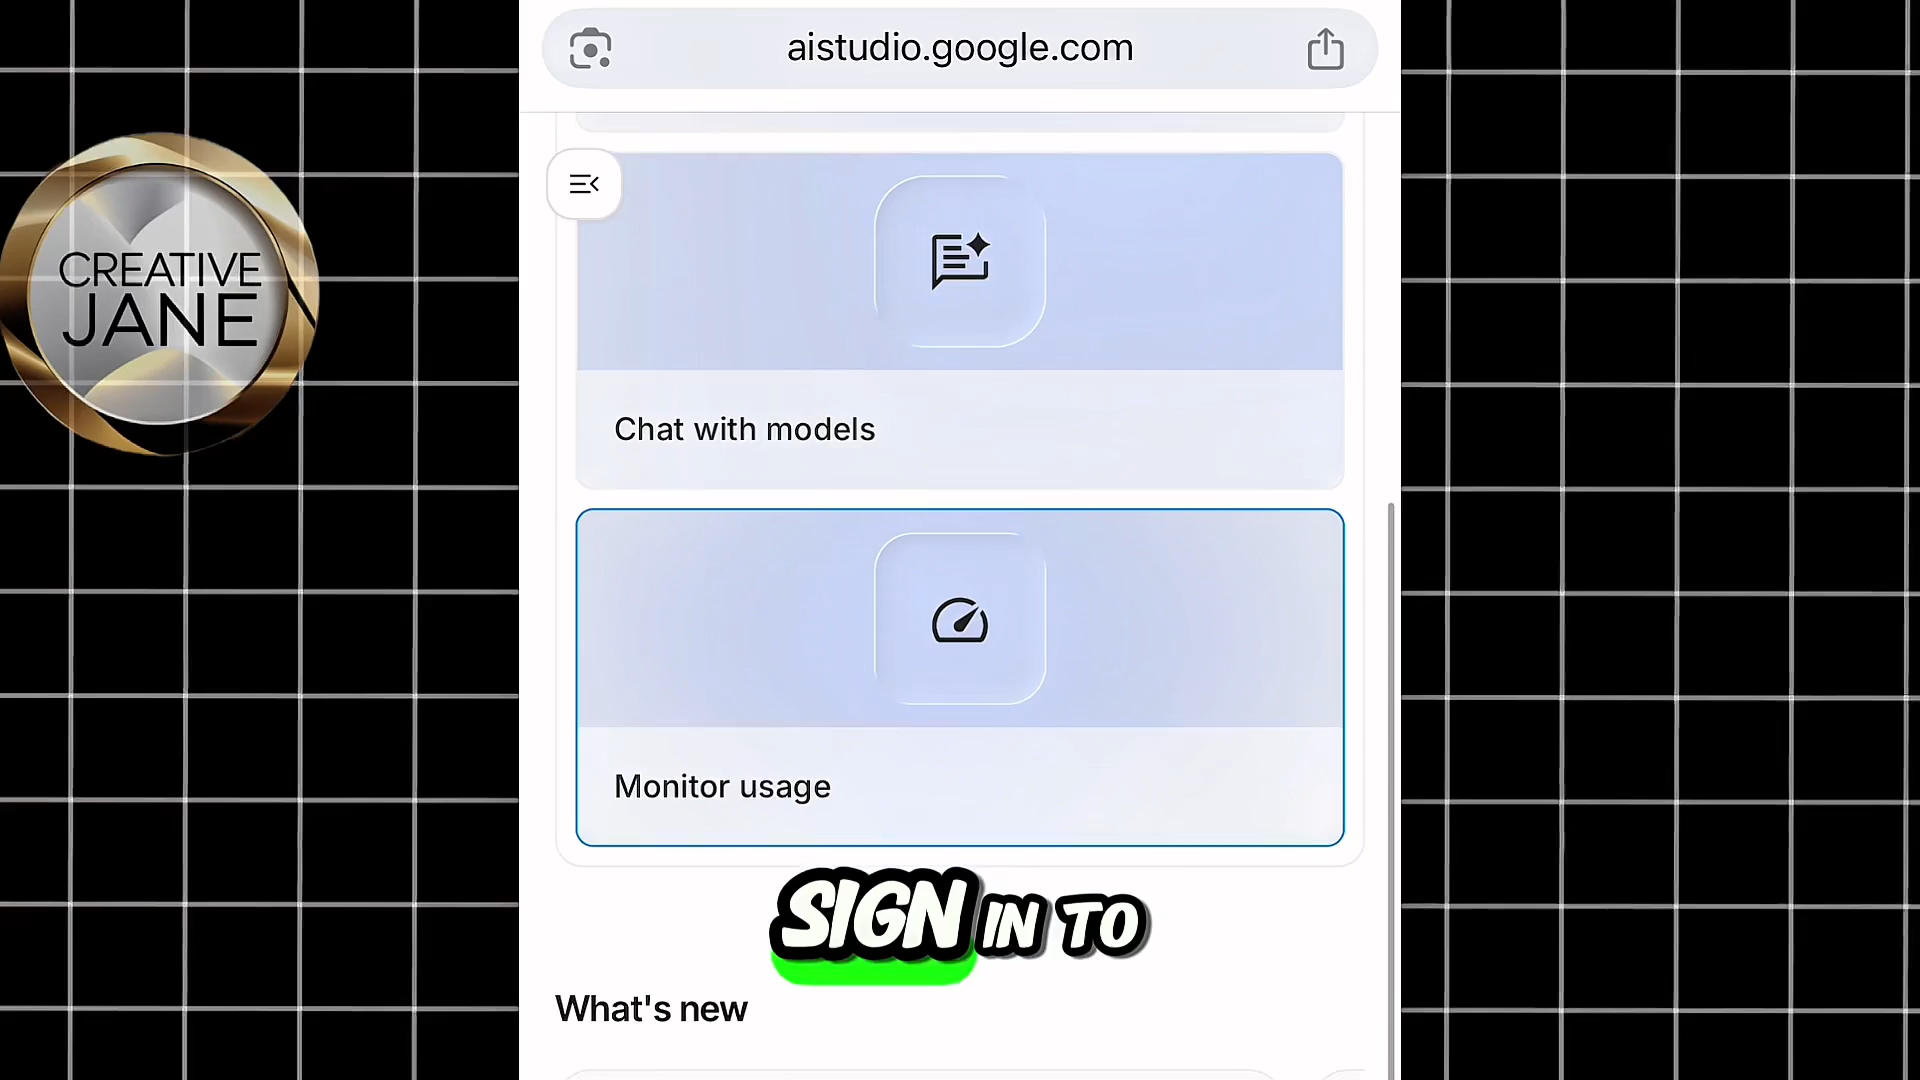 aistudio.google.com
CREATIVE
JANE
Chat with models
Monitor usage
SIGN IN TO
What's new